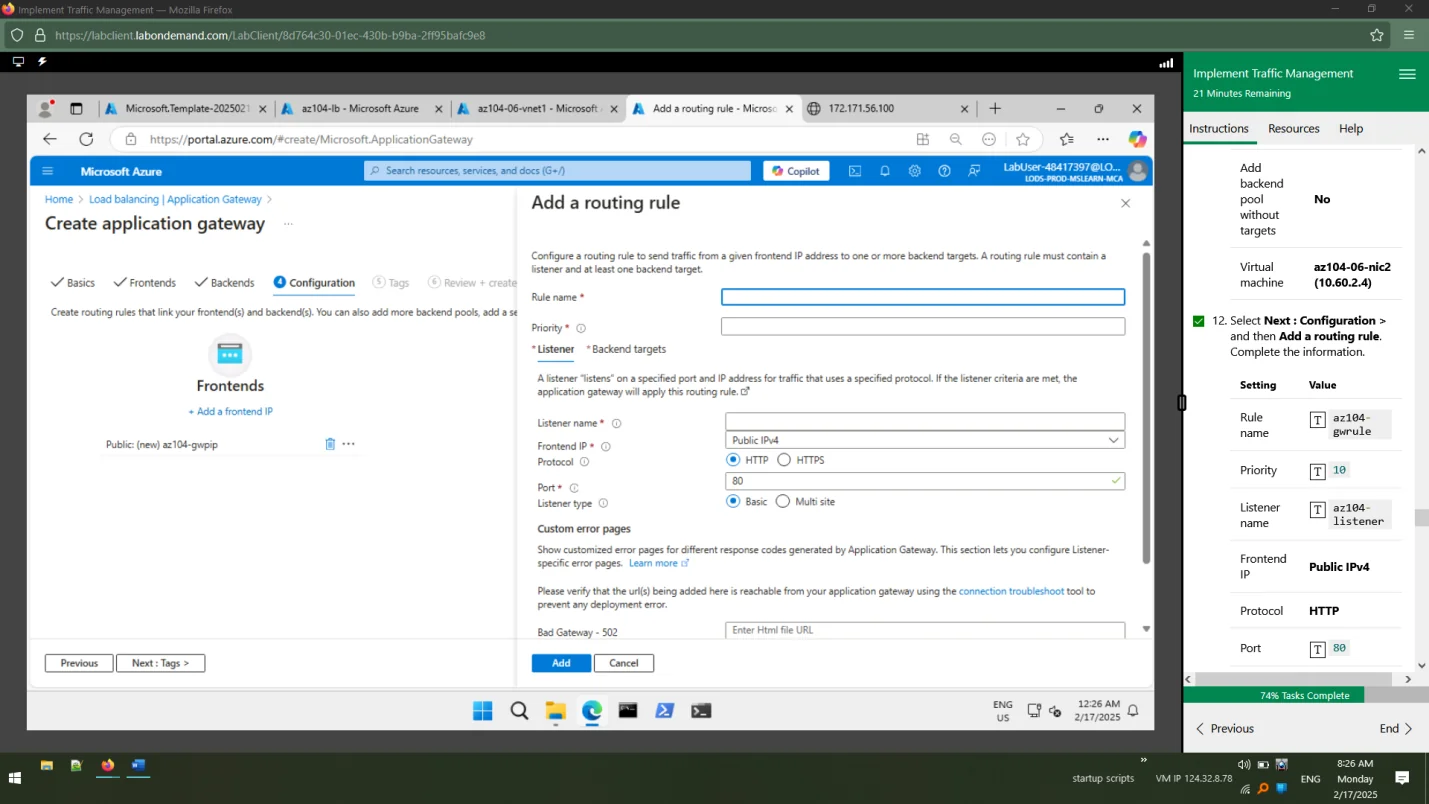 Implement Traffic Management — Mozilla Firefox
https://labclient.labondemand.com/LabClient/8d764c30-01ec-430b-b9ba-2ff95bafc9e8
Microsoft.Template-2025021
az104-lb - Microsoft Azure
az104-06-vnet1 - Microsoft A
Add a routing rule - Microso
172.171.56.100
https://portal.azure.com/#create/Microsoft.ApplicationGateway
Microsoft Azure
Search resources, services, and docs (G+/)
Copilot
LabUser-48417397@LO...
LODS-PROD-MSLEARN-MCA
Home > Load balancing | Application Gateway >
Create application gateway ...
Basics
Frontends
Backends
4 Configuration
5 Tags
6 Review + create
Create routing rules that link your frontend(s) and backend(s). You can also add more backend pools, add a se
Frontends
+ Add a frontend IP
Public: (new) az104-gwpip
Previous
Next : Tags >
Add a routing rule
Configure a routing rule to send traffic from a given frontend IP address to one or more backend targets. A routing rule must contain a
listener and at least one backend target.
Rule name *
Priority *
* Listener * Backend targets
A listener "listens" on a specified port and IP address for traffic that uses a specified protocol. If the listener criteria are met, the
application gateway will apply this routing rule.
Listener name *
Frontend IP * Public IPv4
Protocol HTTP HTTPS
Port * 80
Listener type Basic Multi site
Custom error pages
Show customized error pages for different response codes generated by Application Gateway. This section lets you configure Listener-
specific error pages. Learn more
Please verify that the url(s) being added here is reachable from your application gateway using the connection troubleshoot tool to
prevent any deployment error.
Bad Gateway - 502 Enter Html file URL
Add
Cancel
ENG
US
12:26 AM
2/17/2025
Implement Traffic Management
21 Minutes Remaining
Instructions Resources Help
Add
backend
pool
without
targets
No
Virtual
machine
az104-06-nic2
(10.60.2.4)
12. Select Next : Configuration >
and then Add a routing rule.
Complete the information.
Setting Value
Rule
name
T az104-
gwrule
Priority T 10
Listener
name
T az104-
listener
Frontend
IP
Public IPv4
Protocol HTTP
Port T 80
74% Tasks Complete
< Previous
End >
startup scripts
»
VM IP 124.32.8.78
ENG
8:26 AM
Monday
2/17/2025